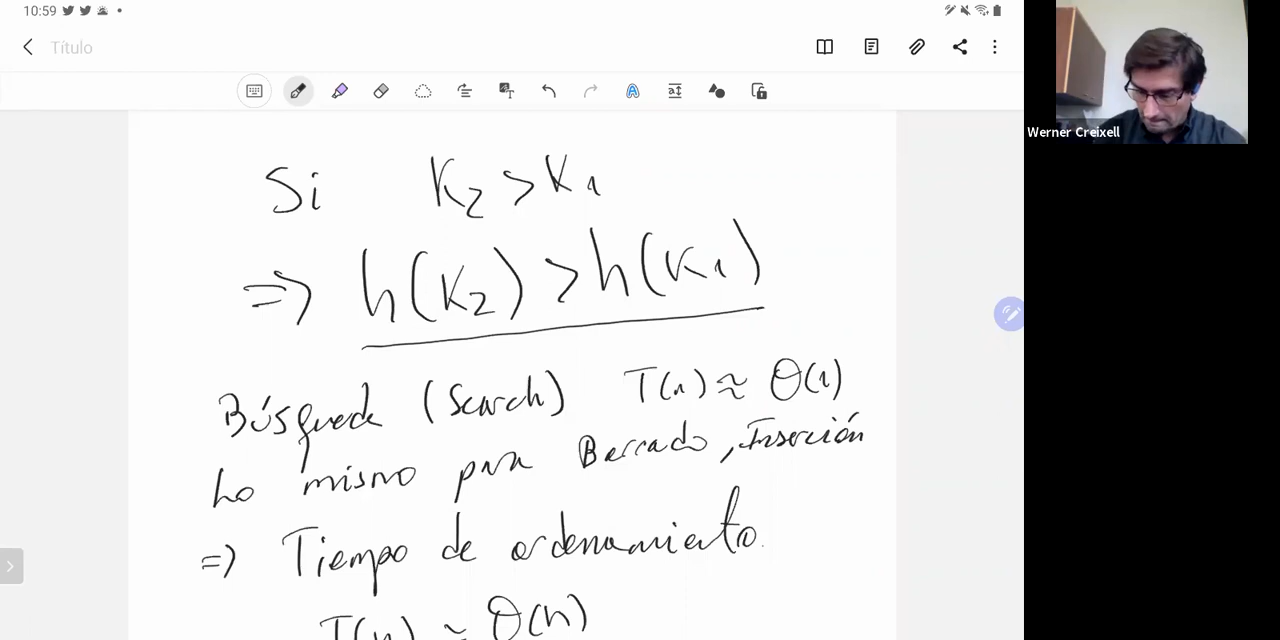 10:59
Título
Werner Creixell
Si K₂ > K₁
=> h(K₂) > h(K₁)
Búsqueda (Search) T(n) ≈ Θ(1)
Lo mismo para Borrado, Inserción
=> Tiempo de ordenamiento.
T(n) ≈ Θ(n)